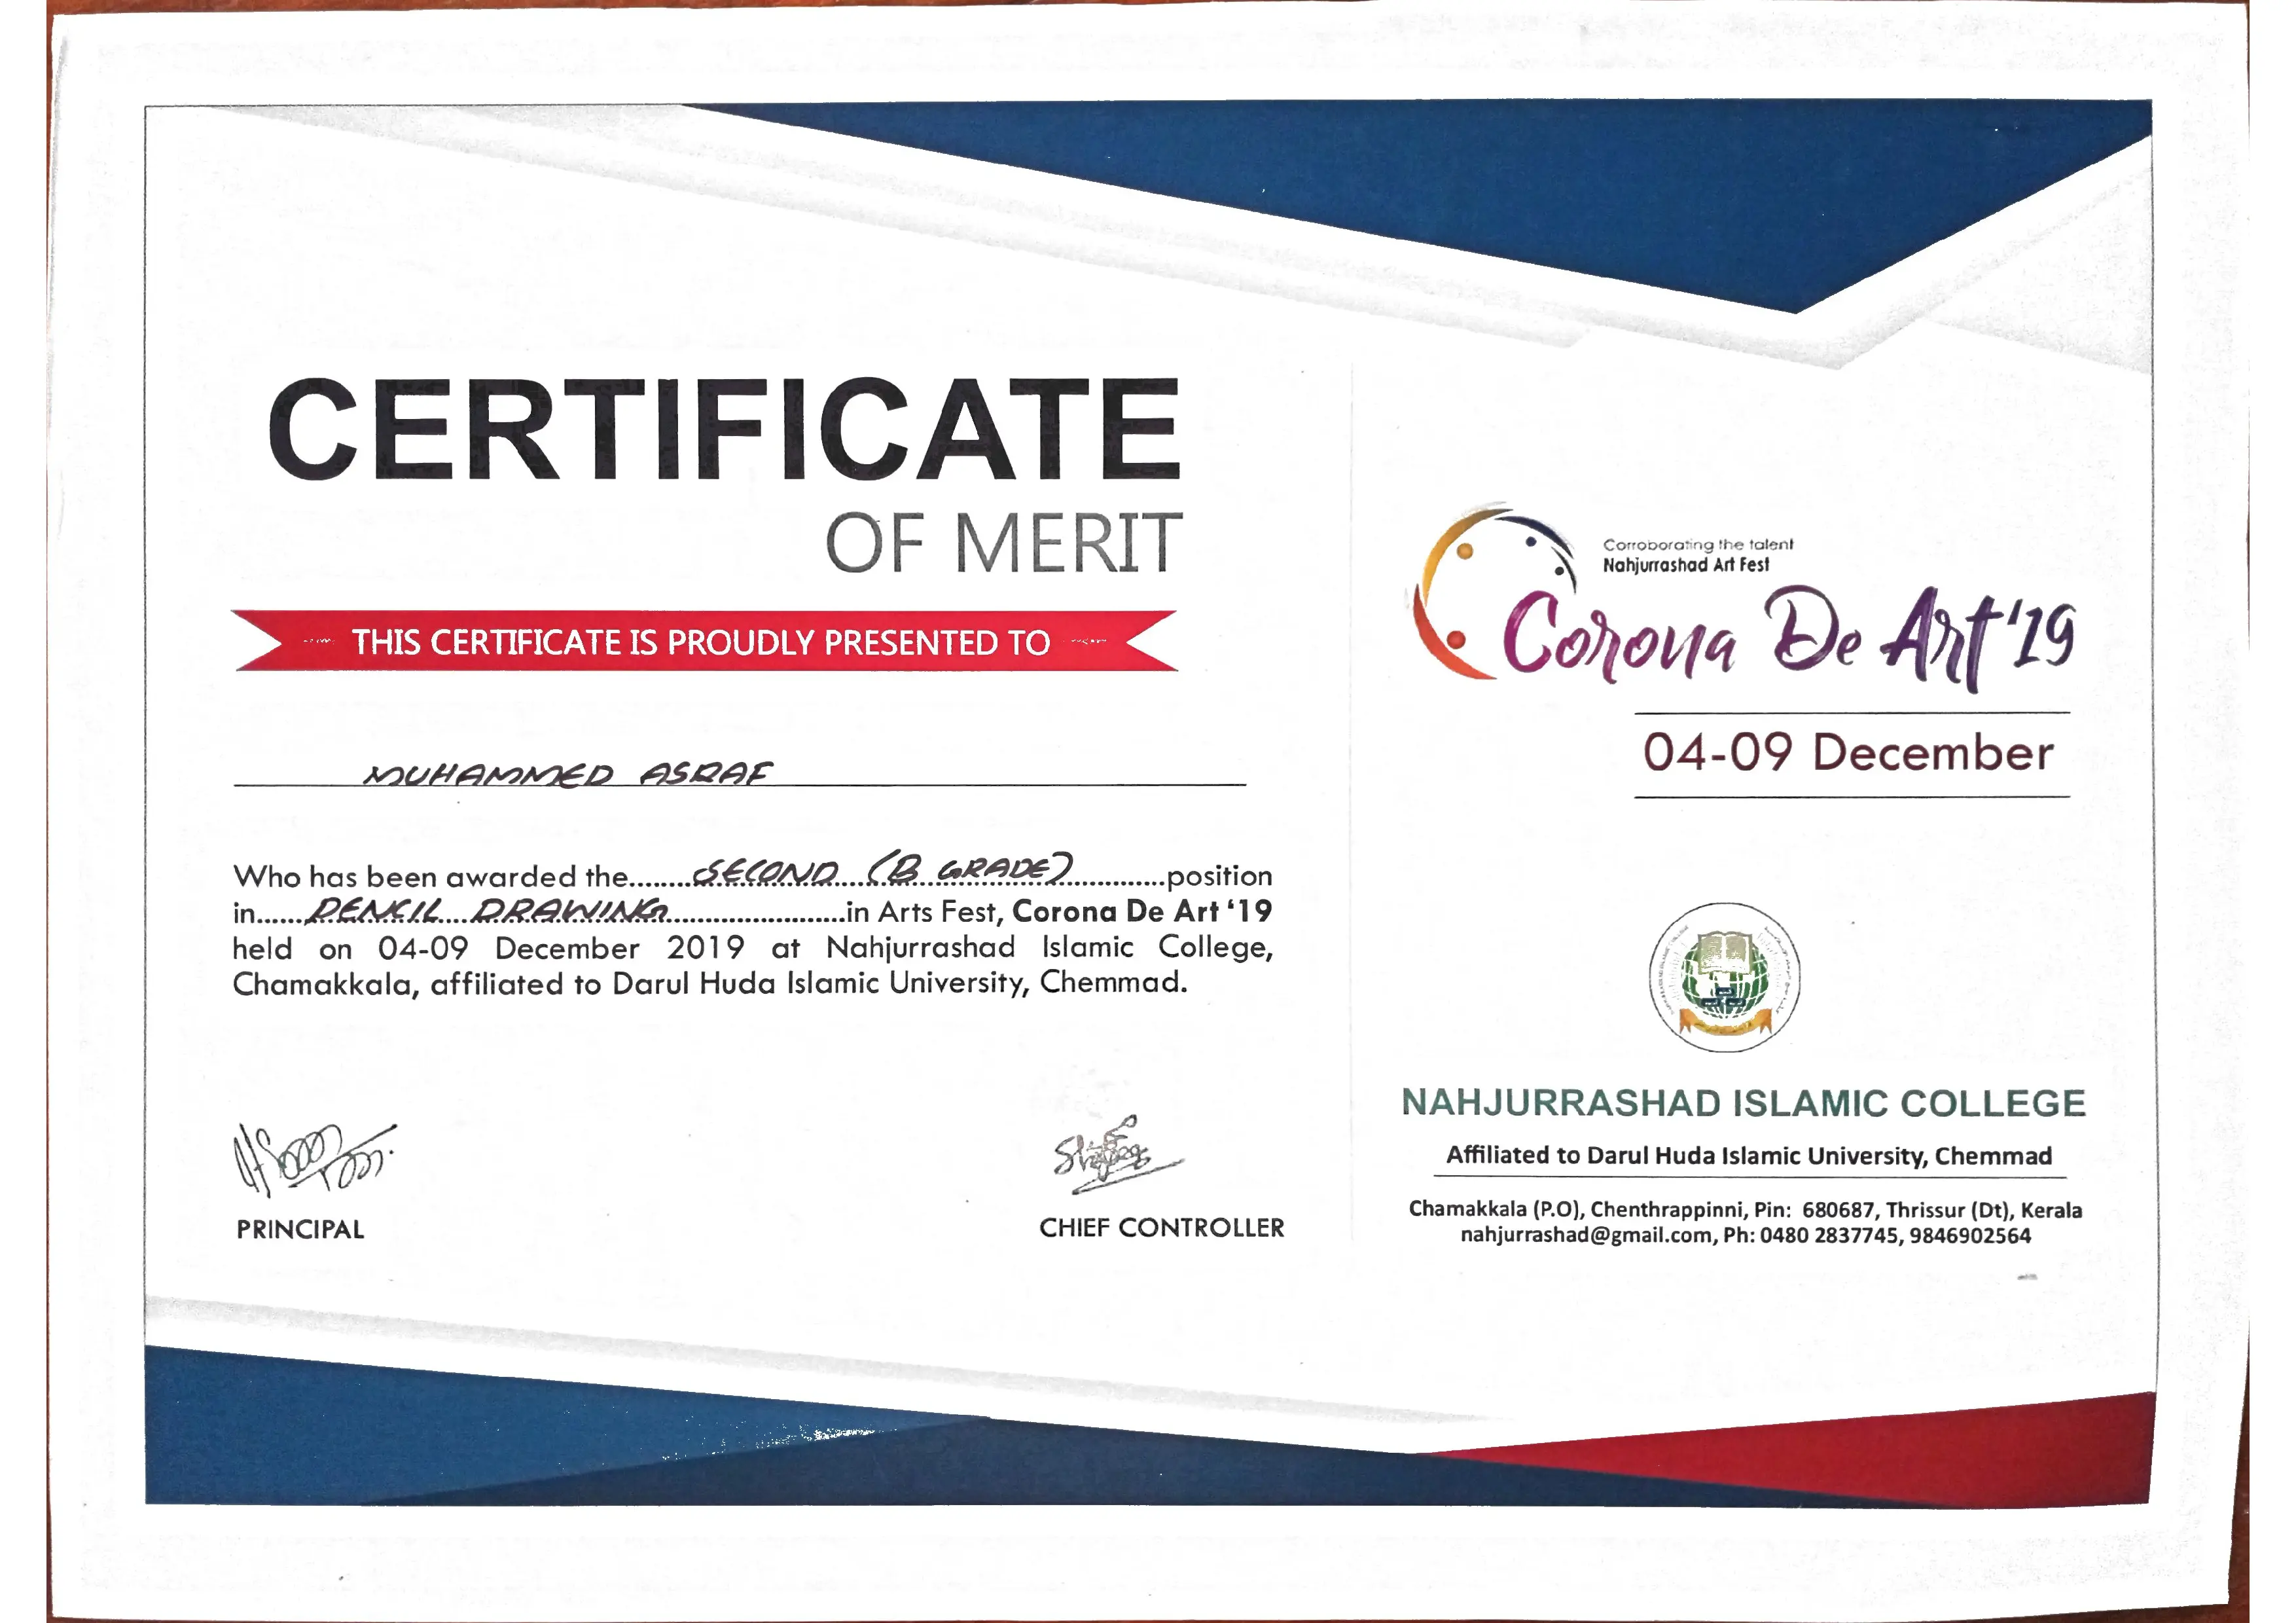 CERTIFICATE
OF MERIT
THIS CERTIFICATE IS PROUDLY PRESENTED TO
MUHAMMED ASRAF
Who has been awarded the........SECOND (B GRADE)............position
in......PENCIL DRAWING......................in Arts Fest, Corona De Art ‘19
held on 04-09 December 2019 at Nahjurrashad Islamic College,
Chamakkala, affiliated to Darul Huda Islamic University, Chemmad.
PRINCIPAL
CHIEF CONTROLLER
Corroborating the talent
Nahjurrashad Art Fest
Corona De Art '19
04-09 December
NAHJURRASHAD ISLAMIC COLLEGE
Affiliated to Darul Huda Islamic University, Chemmad
Chamakkala (P.O), Chenthrappinni, Pin: 680687, Thrissur (Dt), Kerala
nahjurrashad@gmail.com, Ph: 0480 2837745, 9846902564